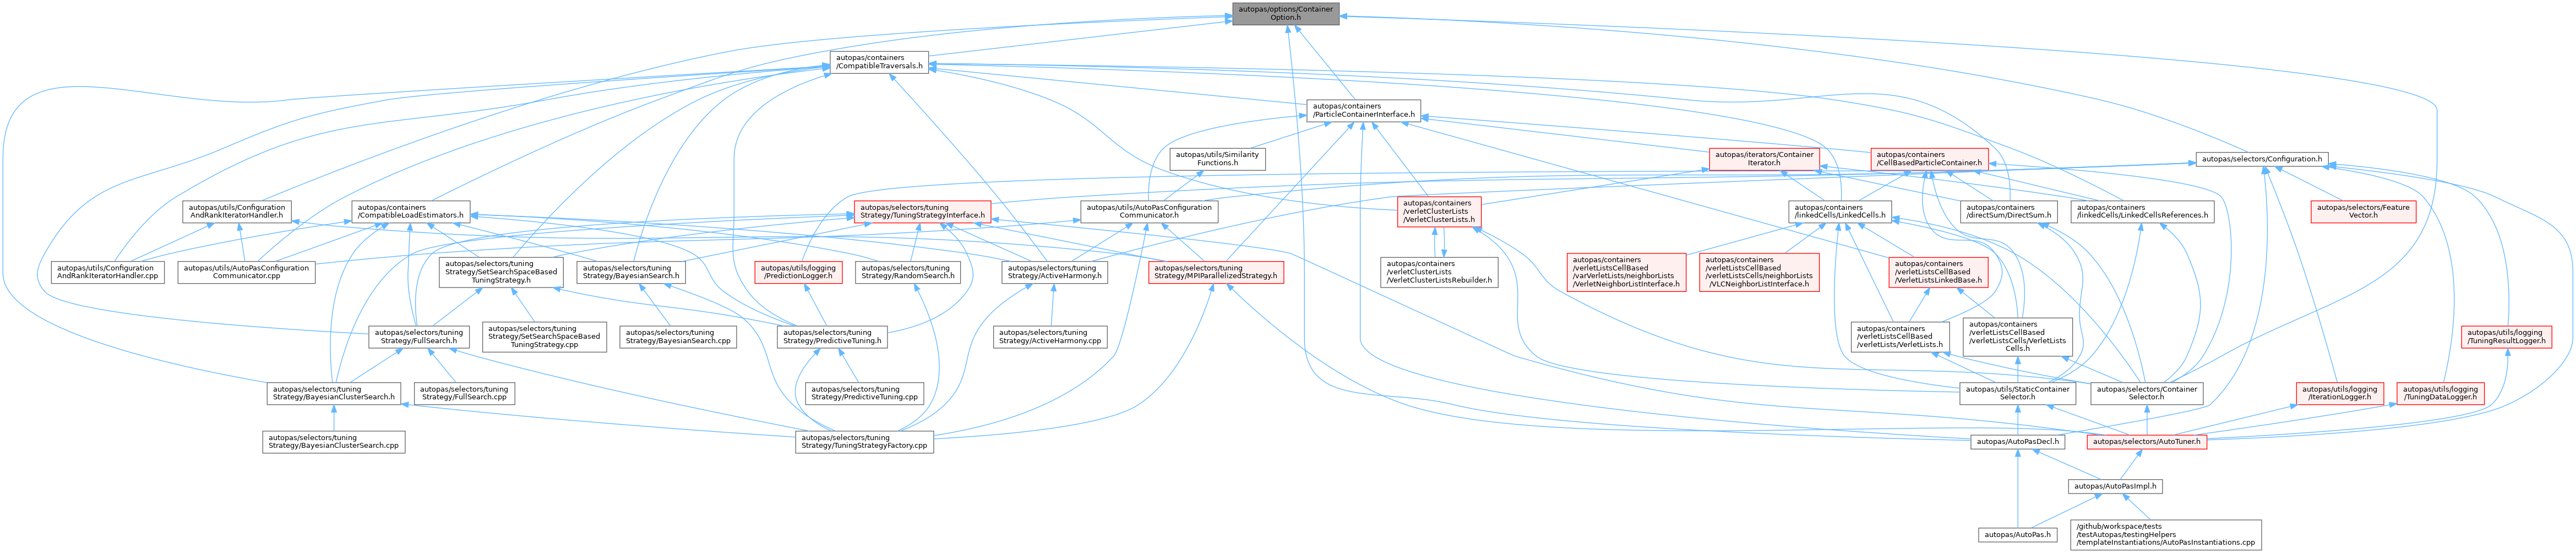 autopas/options/Container
Option.h
autopas/containers
/CompatibleTraversals.h
autopas/containers
/ParticleContainerInterface.h
autopas/utils/Similarity
Functions.h
autopas/iterators/Container
Iterator.h
autopas/containers
/CellBasedParticleContainer.h
autopas/selectors/Configuration.h
autopas/utils/Configuration
AndRankIteratorHandler.h
autopas/containers
/CompatibleLoadEstimators.h
autopas/selectors/tuning
Strategy/TuningStrategyInterface.h
autopas/utils/AutoPasConfiguration
Communicator.h
autopas/containers
/verletClusterLists
/VerletClusterLists.h
autopas/containers
/linkedCells/LinkedCells.h
autopas/containers
/directSum/DirectSum.h
autopas/containers
/linkedCells/LinkedCellsReferences.h
autopas/selectors/Feature
Vector.h
autopas/utils/Configuration
AndRankIteratorHandler.cpp
autopas/utils/AutoPasConfiguration
Communicator.cpp
autopas/selectors/tuning
Strategy/SetSearchSpaceBased
TuningStrategy.h
autopas/selectors/tuning
Strategy/BayesianSearch.h
autopas/utils/logging
/PredictionLogger.h
autopas/selectors/tuning
Strategy/RandomSearch.h
autopas/selectors/tuning
Strategy/ActiveHarmony.h
autopas/selectors/tuning
Strategy/MPIParallelizedStrategy.h
autopas/containers
/verletClusterLists
/VerletClusterListsRebuilder.h
autopas/containers
/verletListsCellBased
/varVerletLists/neighborLists
/VerletNeighborListInterface.h
autopas/containers
/verletListsCellBased
/verletListsCells/neighborLists
/VLCNeighborListInterface.h
autopas/containers
/verletListsCellBased
/VerletListsLinkedBase.h
autopas/selectors/tuning
Strategy/FullSearch.h
autopas/selectors/tuning
Strategy/SetSearchSpaceBased
TuningStrategy.cpp
autopas/selectors/tuning
Strategy/BayesianSearch.cpp
autopas/selectors/tuning
Strategy/PredictiveTuning.h
autopas/selectors/tuning
Strategy/ActiveHarmony.cpp
autopas/containers
/verletListsCellBased
/verletLists/VerletLists.h
autopas/containers
/verletListsCellBased
/verletListsCells/VerletLists
Cells.h
autopas/utils/logging
/TuningResultLogger.h
autopas/selectors/tuning
Strategy/BayesianClusterSearch.h
autopas/selectors/tuning
Strategy/FullSearch.cpp
autopas/selectors/tuning
Strategy/PredictiveTuning.cpp
autopas/utils/StaticContainer
Selector.h
autopas/selectors/Container
Selector.h
autopas/utils/logging
/IterationLogger.h
autopas/utils/logging
/TuningDataLogger.h
autopas/selectors/tuning
Strategy/BayesianClusterSearch.cpp
autopas/selectors/tuning
Strategy/TuningStrategyFactory.cpp
autopas/AutoPasDecl.h
autopas/selectors/AutoTuner.h
autopas/AutoPasImpl.h
autopas/AutoPas.h
/github/workspace/tests
/testAutopas/testingHelpers
/templateInstantiations/AutoPasInstantiations.cpp